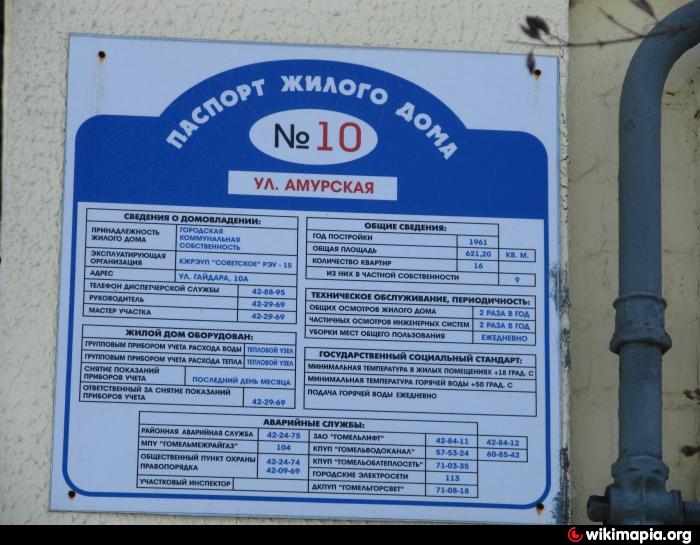 ПАСПОРТ ЖИЛОГО ДОМА
№ 10
УЛ. АМУРСКАЯ
СВЕДЕНИЯ О ДОМОВЛАДЕНИИ:
ПРИНАДЛЕЖНОСТЬ ГОРОДСКАЯ
ЖИЛОГО ДОМА КОММУНАЛЬНАЯ
СОБСТВЕННОСТЬ
ЭКСПЛУАТИРУЮЩАЯ
ОРГАНИЗАЦИЯ КЖРЭУП "СОВЕТСКОЕ" РЭУ - 15
АДРЕС УЛ. ГАЙДАРА, 10А
ТЕЛЕФОН ДИСПЕТЧЕРСКОЙ СЛУЖБЫ 42-88-95
РУКОВОДИТЕЛЬ 42-29-69
МАСТЕР УЧАСТКА 42-29-69
ЖИЛОЙ ДОМ ОБОРУДОВАН:
ГРУППОВЫМ ПРИБОРОМ УЧЕТА РАСХОДА ВОДЫ ТЕПЛОВОЙ УЗЕЛ
ГРУППОВЫМ ПРИБОРОМ УЧЕТА РАСХОДА ТЕПЛА ТЕПЛОВОЙ УЗЕЛ
СНЯТИЕ ПОКАЗАНИЙ
ПРИБОРОВ УЧЕТА ПОСЛЕДНИЙ ДЕНЬ МЕСЯЦА
ОТВЕТСТВЕННЫЙ ЗА СНЯТИЕ ПОКАЗАНИЙ
ПРИБОРОВ УЧЕТА 42-29-69
ОБЩИЕ СВЕДЕНИЯ:
ГОД ПОСТРОЙКИ 1961
ОБЩАЯ ПЛОЩАДЬ 621,20 КВ. М.
КОЛИЧЕСТВО КВАРТИР 16
ИЗ НИХ В ЧАСТНОЙ СОБСТВЕННОСТИ 9
ТЕХНИЧЕСКОЕ ОБСЛУЖИВАНИЕ, ПЕРИОДИЧНОСТЬ:
ОБЩИХ ОСМОТРОВ ЖИЛОГО ДОМА 2 РАЗА В ГОД
ЧАСТИЧНЫХ ОСМОТРОВ ИНЖЕНЕРНЫХ СИСТЕМ 2 РАЗА В ГОД
УБОРКИ МЕСТ ОБЩЕГО ПОЛЬЗОВАНИЯ ЕЖЕДНЕВНО
ГОСУДАРСТВЕННЫЙ СОЦИАЛЬНЫЙ СТАНДАРТ:
МИНИМАЛЬНАЯ ТЕМПЕРАТУРА В ЖИЛЫХ ПОМЕЩЕНИЯХ +18 ГРАД. С
МИНИМАЛЬНАЯ ТЕМПЕРАТУРА ГОРЯЧЕЙ ВОДЫ +50 ГРАД. С
ПОДАЧА ГОРЯЧЕЙ ВОДЫ ЕЖЕДНЕВНО
АВАРИЙНЫЕ СЛУЖБЫ:
РАЙОННАЯ АВАРИЙНАЯ СЛУЖБА 42-24-75
МПУ "ГОМЕЛЬМЕЖРАЙГАЗ" 104
ОБЩЕСТВЕННЫЙ ПУНКТ ОХРАНЫ 42-24-74
ПРАВОПОРЯДКА 42-09-69
УЧАСТКОВЫЙ ИНСПЕКТОР
ЗАО "ГОМЕЛЬЛИФТ" 42-84-11 42-84-12
КПУП "ГОМЕЛЬВОДОКАНАЛ" 57-53-24 60-85-42
КПУП "ГОМЕЛЬОБЛТЕПЛОСЕТЬ" 71-03-35
ГОРОДСКИЕ ЭЛЕКТРОСЕТИ 113
ДКПУП "ГОМЕЛЬГОРСВЕТ" 71-08-18
wikimapia.org